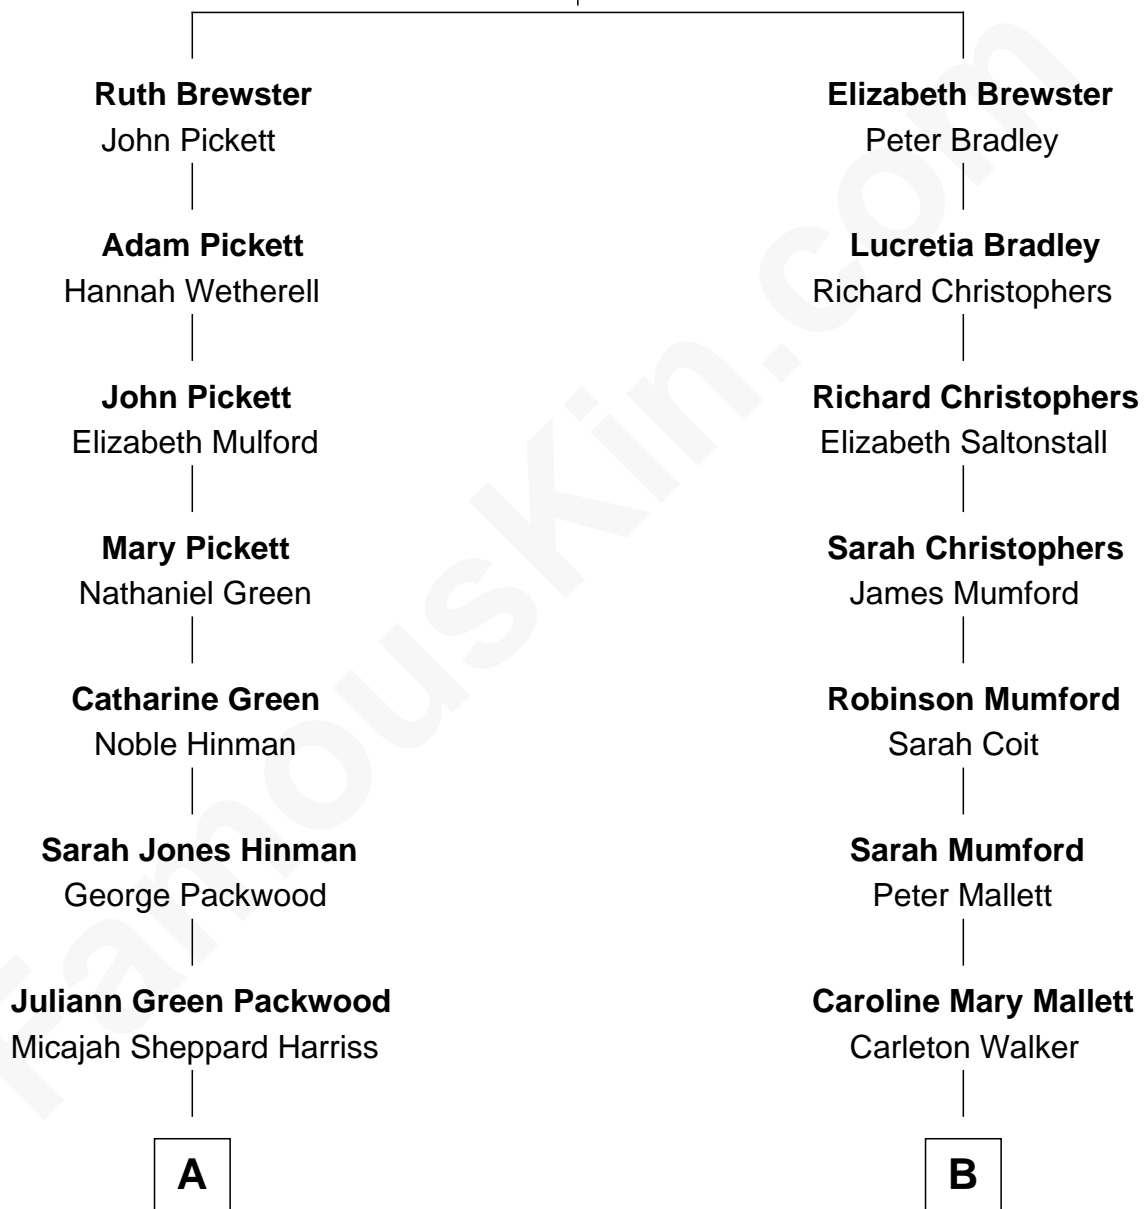 Ruth Brewster
John Pickett
Adam Pickett
Hannah Wetherell
John Pickett
Elizabeth Mulford
Mary Pickett
Nathaniel Green
Catharine Green
Noble Hinman
Sarah Jones Hinman
George Packwood
Juliann Green Packwood
Micajah Sheppard Harriss
A
Elizabeth Brewster
Peter Bradley
Lucretia Bradley
Richard Christophers
Richard Christophers
Elizabeth Saltonstall
Sarah Christophers
James Mumford
Robinson Mumford
Sarah Coit
Sarah Mumford
Peter Mallett
Caroline Mary Mallett
Carleton Walker
B
FamousKin.com